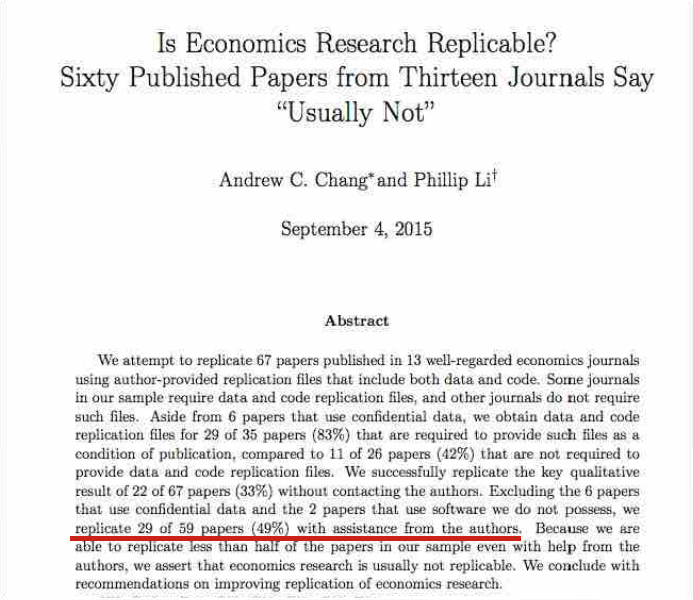 Is Economics Research Replicable?
Sixty Published Papers from Thirteen Journals Say
“Usually Not”
Andrew C. Chang* and Phillip Li†
September 4, 2015
Abstract
We attempt to replicate 67 papers published in 13 well-regarded economics journals
using author-provided replication files that include both data and code. Some journals
in our sample require data and code replication files, and other journals do not require
such files. Aside from 6 papers that use confidential data, we obtain data and code
replication files for 29 of 35 papers (83%) that are required to provide such files as a
condition of publication, compared to 11 of 26 papers (42%) that are not required to
provide data and code replication files. We successfully replicate the key qualitative
result of 22 of 67 papers (33%) without contacting the authors. Excluding the 6 papers
that use confidential data and the 2 papers that use software we do not possess, we
replicate 29 of 59 papers (49%) with assistance from the authors. Because we are
able to replicate less than half of the papers in our sample even with help from the
authors, we assert that economics research is usually not replicable. We conclude with
recommendations on improving replication of economics research.